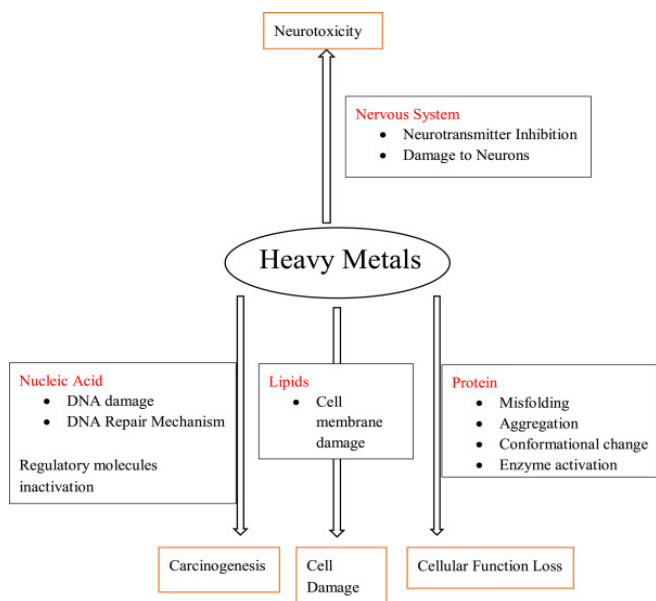 Neurotoxicity
Nervous System
• Neurotransmitter Inhibition
• Damage to Neurons
Heavy Metals
Nucleic Acid
• DNA damage
• DNA Repair Mechanism
Regulatory molecules
inactivation
Lipids
• Cell
membrane
damage
Protein
• Misfolding
• Aggregation
• Conformational change
• Enzyme activation
Carcinogenesis
Cell
Damage
Cellular Function Loss